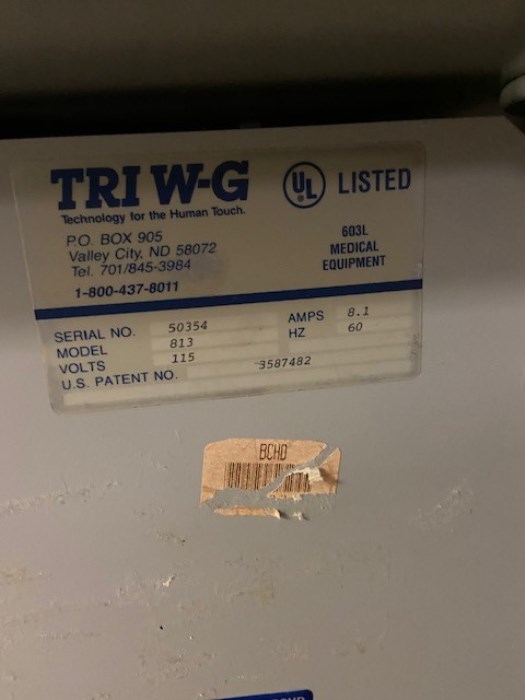 TRI W-G
Technology for the Human Touch.
P.O. BOX 905
Valley City, ND 58072
Tel. 701/845-3984
1-800-437-8011
UL
LISTED
603L
MEDICAL
EQUIPMENT
SERIAL NO. 50354
MODEL 813
VOLTS 115
U.S. PATENT NO. 3587482
AMPS 8.1
HZ 60
BCHD